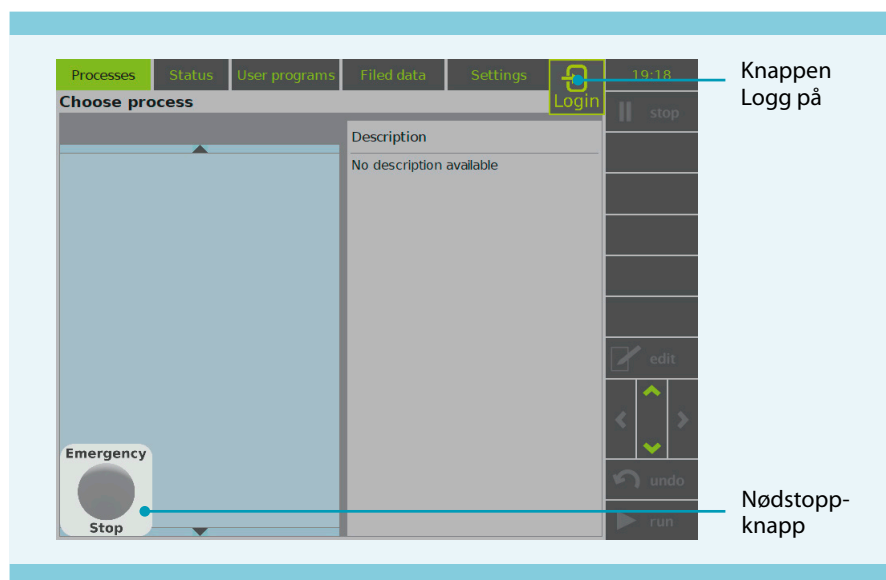 Processes Status User programs Filed data Settings Login 19:18
Choose process
stop
Description
No description available
edit
undo
run
Emergency
Stop
Knappen
Logg på
Nødstopp-
knapp